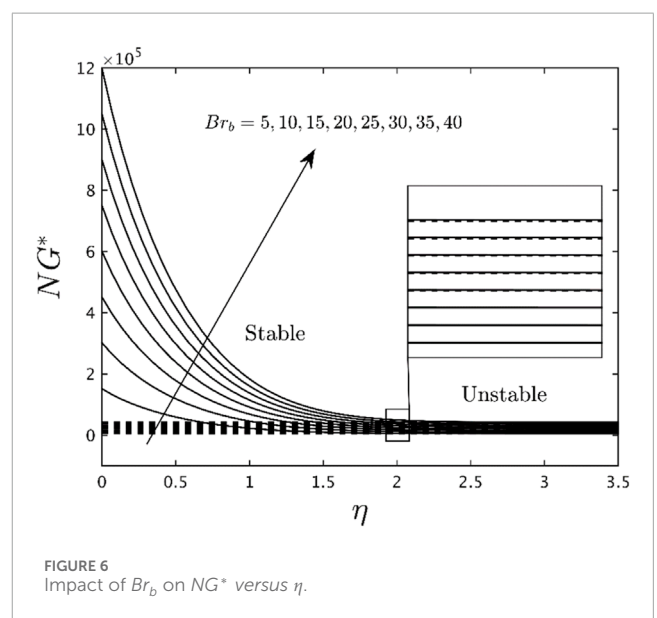 ×10⁵
12
10
8
6
4
2
0
NG*
Br_b = 5, 10, 15, 20, 25, 30, 35, 40
Stable
Unstable
0 0.5 1 1.5 2 2.5 3 3.5
η
FIGURE 6
Impact of Br_b on NG* versus η.